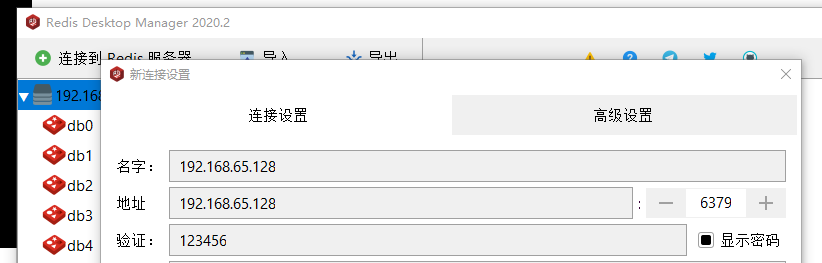 Redis Desktop Manager 2020.2
连接到 Redis 服务器 导入 导出
新连接设置
192.168
连接设置 高级设置
db0
db1
名字： 192.168.65.128
db2
地址 192.168.65.128 : 6379
db3
验证： 123456 显示密码
db4